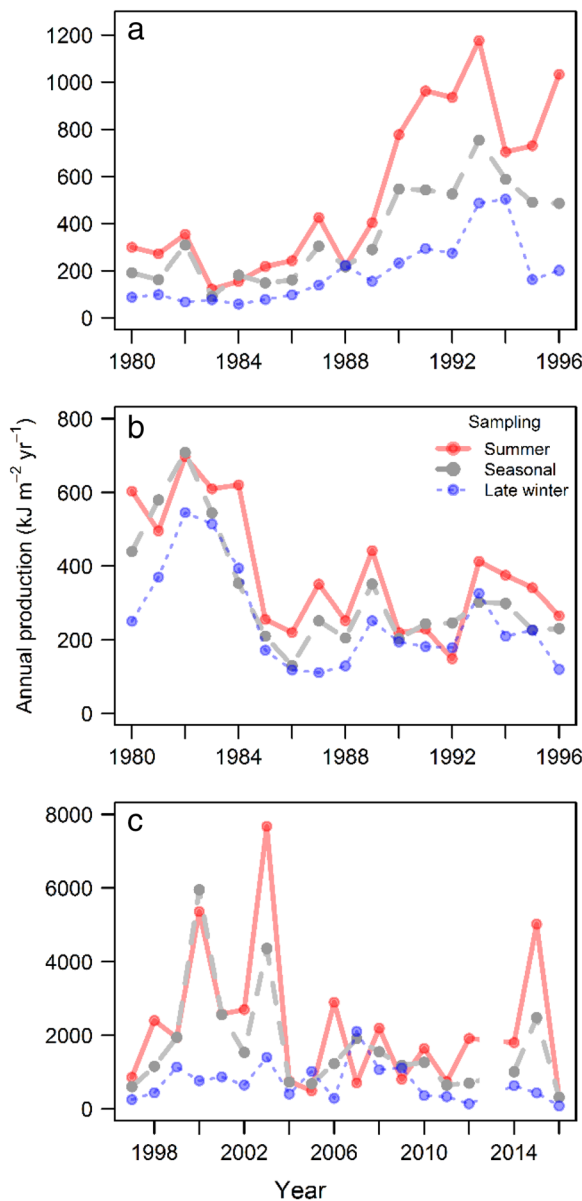 a
1200
1000
800
600
400
200
0
1980 1984 1988 1992 1996
Annual production (kJ m⁻² yr⁻¹)
b
Sampling
Summer
Seasonal
Late winter
800
600
400
200
0
1980 1984 1988 1992 1996
c
8000
6000
4000
2000
0
1998 2002 2006 2010 2014
Year